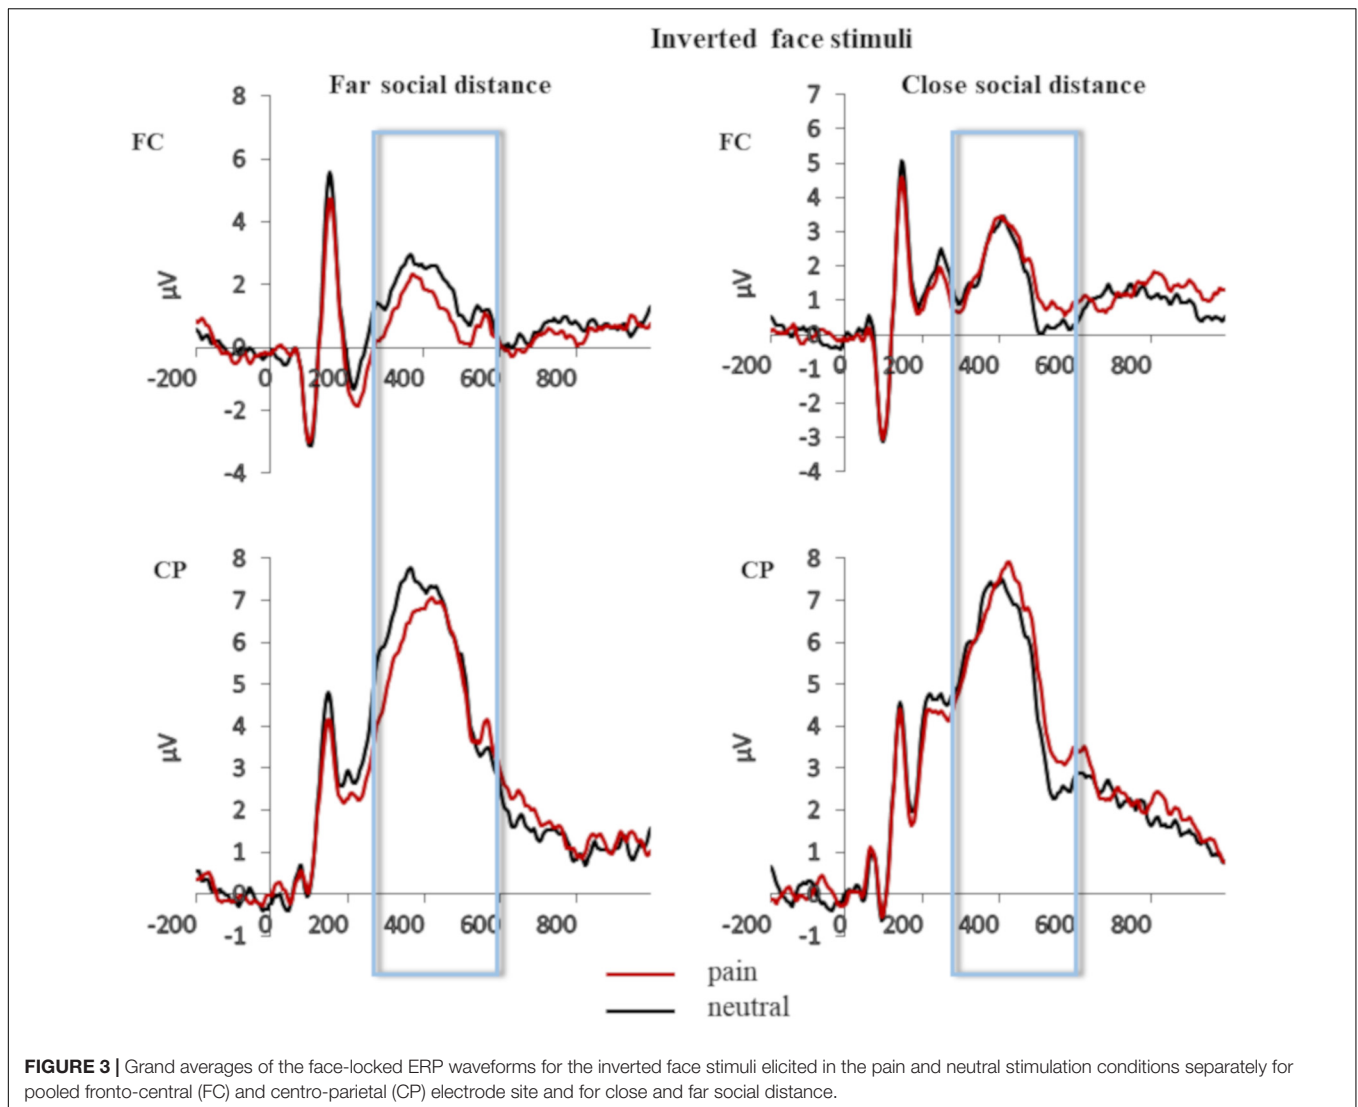 Inverted face stimuli
Far social distance
Close social distance
FC
8
6
4
2
0
-2
-4
µV
-200 0 200 400 600 800
FC
7
6
5
4
3
2
1
0
-1
-2
-3
-4
µV
-200 0 200 400 600 800
CP
8
7
6
5
4
3
2
1
0
-1
µV
-200 0 200 400 600 800
CP
8
7
6
5
4
3
2
1
0
-1
µV
-200 0 200 400 600 800
pain
neutral
FIGURE 3 | Grand averages of the face-locked ERP waveforms for the inverted face stimuli elicited in the pain and neutral stimulation conditions separately for
pooled fronto-central (FC) and centro-parietal (CP) electrode site and for close and far social distance.